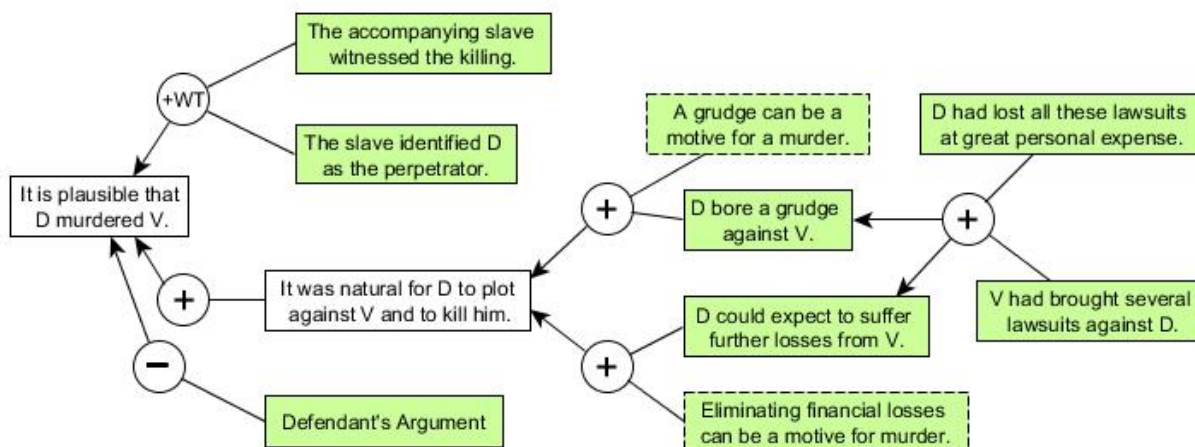 The accompanying slave
witnessed the killing.
+WT
The slave identified D
as the perpetrator.
It is plausible that
D murdered V.
A grudge can be a
motive for a murder.
D had lost all these lawsuits
at great personal expense.
+
D bore a grudge
against V.
+
+
It was natural for D to plot
against V and to kill him.
D could expect to suffer
further losses from V.
V had brought several
lawsuits against D.
−
+
Defendant's Argument
Eliminating financial losses
can be a motive for murder.